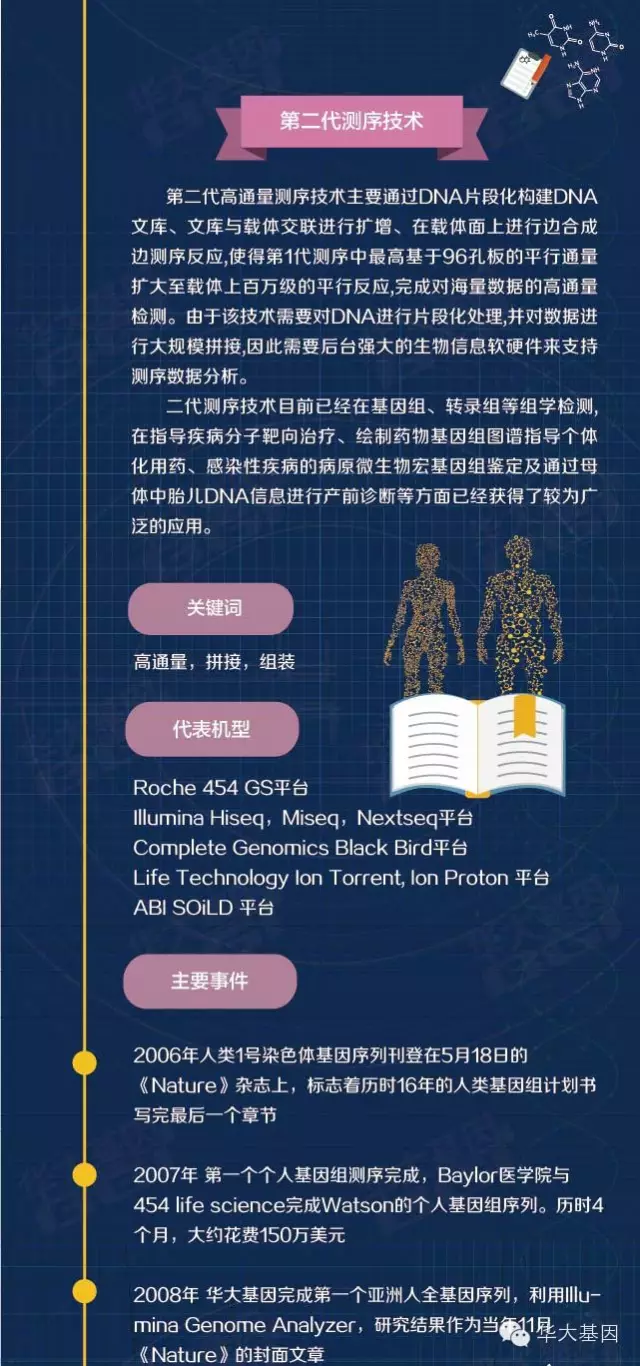 第二代测序技术
第二代高通量测序技术主要通过DNA片段化构建DNA
文库、文库与载体交联进行扩增、在载体面上进行边合成
边测序反应,使得第1代测序中最高基于96孔板的平行通量
扩大至载体上百万级的平行反应,完成对海量数据的高通量
检测。由于该技术需要对DNA进行片段化处理,并对数据进
行大规模拼接,因此需要后台强大的生物信息软硬件来支持
测序数据分析。
二代测序技术目前已经在基因组、转录组等组学检测,
在指导疾病分子靶向治疗、绘制药物基因组图谱指导个体
化用药、感染性疾病的病原微生物宏基因组鉴定及通过母
体中胎儿DNA信息进行产前诊断等方面已经获得了较为广
泛的应用。
关键词
高通量，拼接，组装
代表机型
Roche 454 GS平台
Illumina Hiseq，Miseq，Nextseq平台
Complete Genomics Black Bird平台
Life Technology Ion Torrent, Ion Proton 平台
ABI SOiLD 平台
主要事件
2006年人类1号染色体基因序列刊登在5月18日的
《Nature》杂志上，标志着历时16年的人类基因组计划书
写完最后一个章节
2007年 第一个个人基因组测序完成，Baylor医学院与
454 life science完成Watson的个人基因组序列。历时4
个月，大约花费150万美元
2008年 华大基因完成第一个亚洲人全基因序列，利用Illu-
mina Genome Analyzer，研究结果作为当年11月
《Nature》的封面文章
华大基因